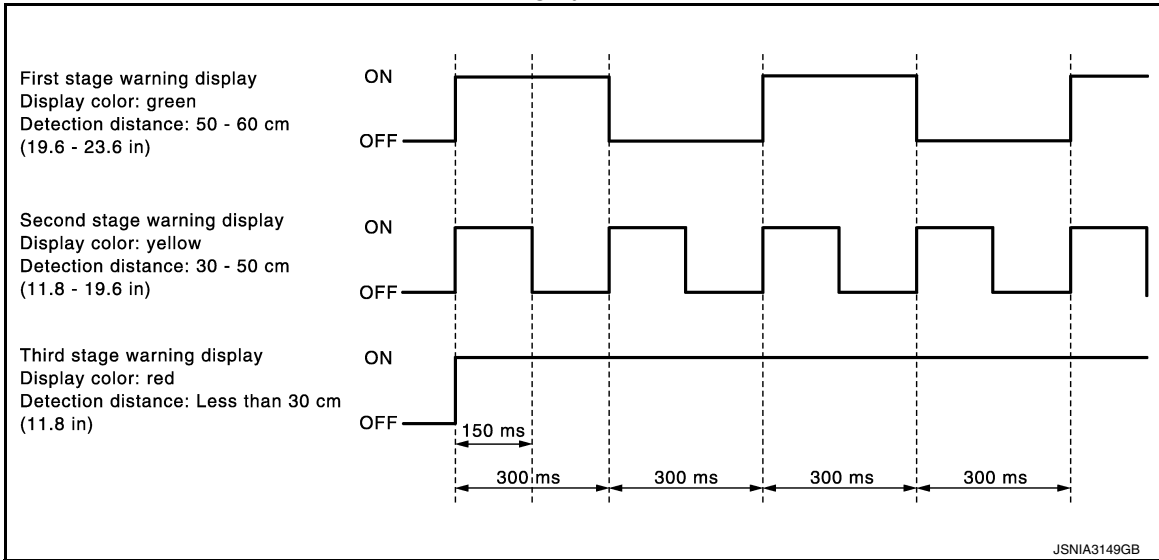 First stage warning display
Display color: green
Detection distance: 50 - 60 cm
(19.6 - 23.6 in)
ON
OFF
Second stage warning display
Display color: yellow
Detection distance: 30 - 50 cm
(11.8 - 19.6 in)
ON
OFF
Third stage warning display
Display color: red
Detection distance: Less than 30 cm
(11.8 in)
ON
OFF
150 ms
300 ms 300 ms 300 ms 300 ms
JSNIA3149GB